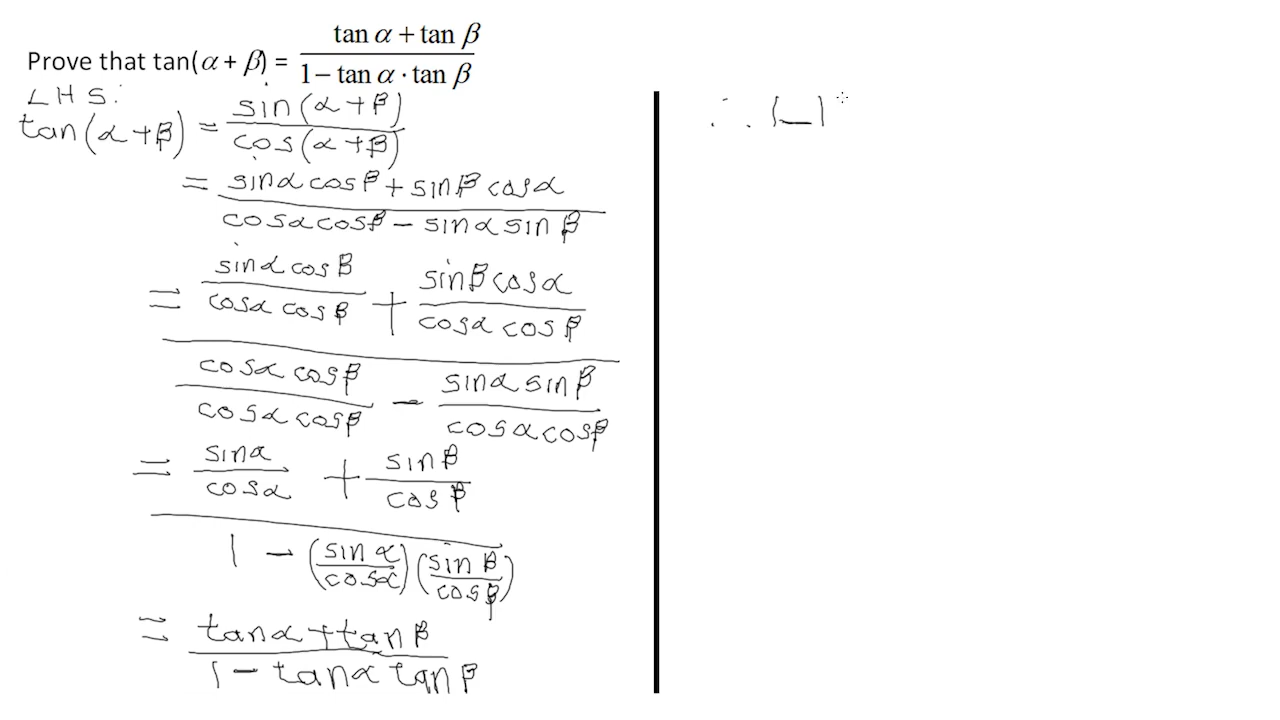 Prove that tan(α + β) = tan α + tan β / 1 − tan α · tan β
LHS:
tan(α+β) = sin(α+β) / cos(α+β)
= sinα cosβ + sinβ cosα / cosα cosβ − sinα sinβ
= sinα cosβ / cosα cosβ + sinβ cosα / cosα cosβ
cosα cosβ / cosα cosβ − sinα sinβ / cosα cosβ
= sinα / cosα + sinβ / cosβ
1 − (sin α / cosα) (sin β / cosβ)
= tanα + tanβ / 1 − tanα tanβ
∴